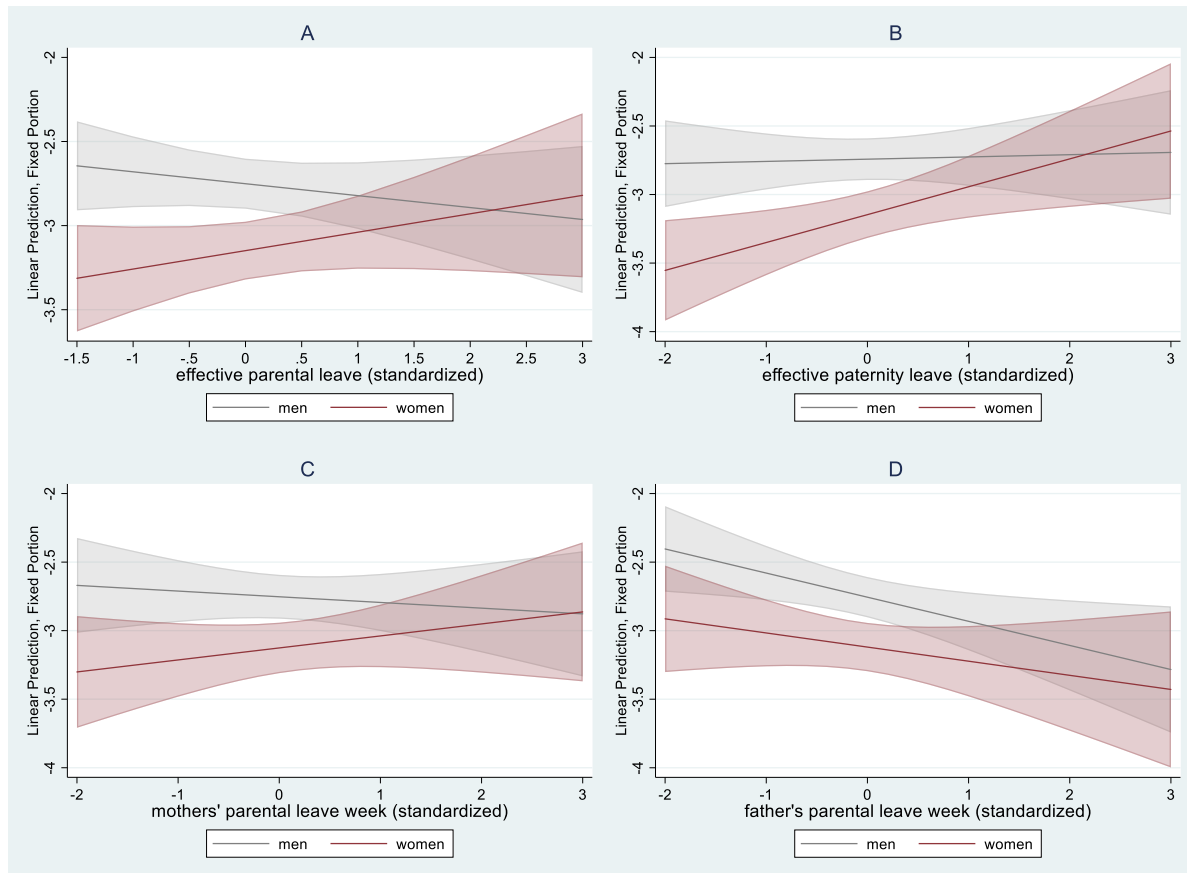 A
Linear Prediction, Fixed Portion
-2
-2.5
-3
-3.5
-1.5 -1 -.5 0 .5 1 1.5 2 2.5 3
effective parental leave (standardized)
men women
B
Linear Prediction, Fixed Portion
-2
-2.5
-3
-3.5
-4
-2 -1 0 1 2 3
effective paternity leave (standardized)
men women
C
Linear Prediction, Fixed Portion
-2
-2.5
-3
-3.5
-4
-2 -1 0 1 2 3
mothers' parental leave week (standardized)
men women
D
Linear Prediction, Fixed Portion
-2
-2.5
-3
-3.5
-4
-2 -1 0 1 2 3
father's parental leave week (standardized)
men women